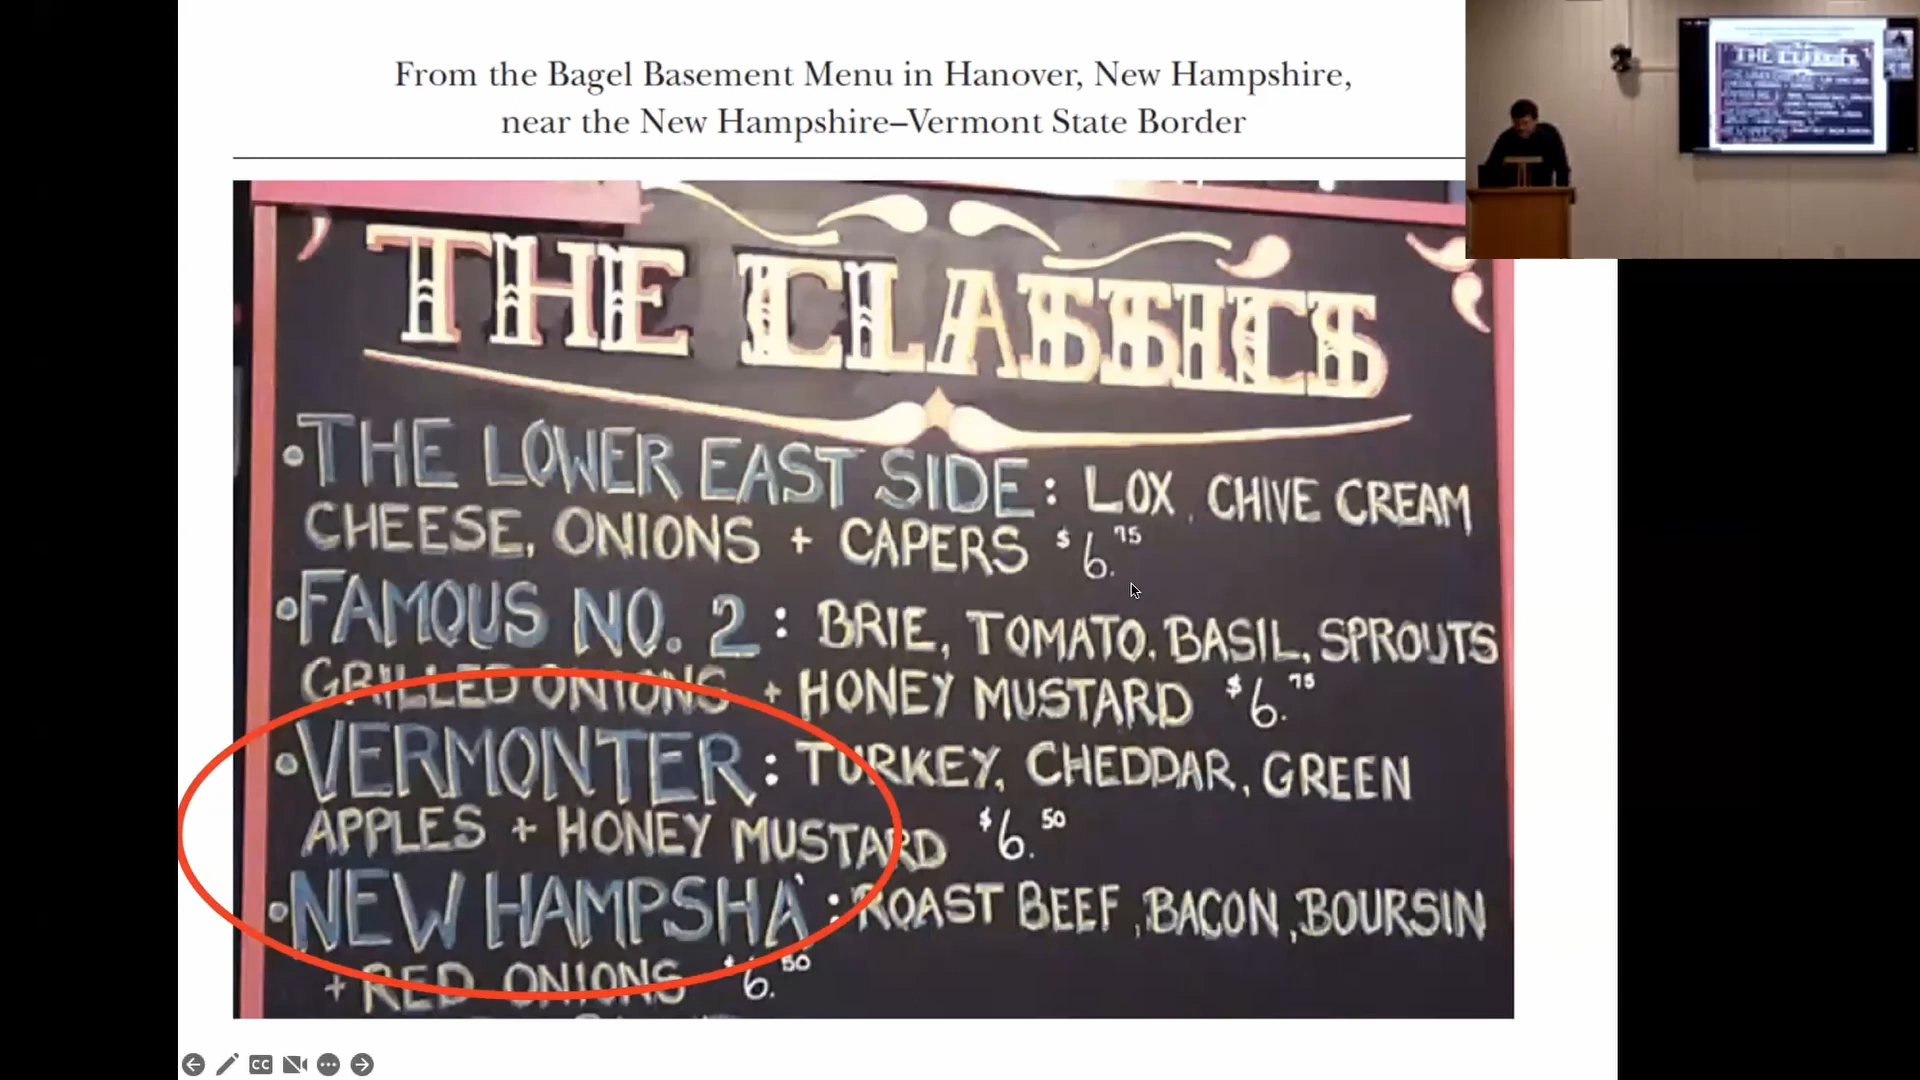 From the Bagel Basement Menu in Hanover, New Hampshire,
near the New Hampshire–Vermont State Border
THE CLASSICS
•THE LOWER EAST SIDE: LOX, CHIVE CREAM
CHEESE, ONIONS + CAPERS $6.75
•FAMOUS NO. 2: BRIE, TOMATO, BASIL, SPROUTS
GRILLED ONIONS + HONEY MUSTARD $6.75
•VERMONTER: TURKEY, CHEDDAR, GREEN
APPLES + HONEY MUSTARD $6.50
•NEW HAMPSHA': ROAST BEEF, BACON, BOURSIN
+ RED ONIONS $6.50
CC
THE CLASSICS